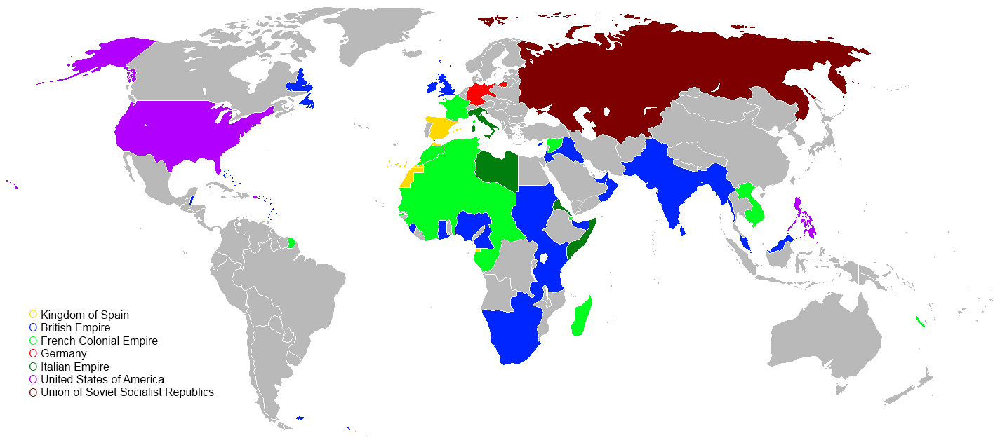 O Kingdom of Spain
O British Empire
O French Colonial Empire
O Germany
O Italian Empire
O United States of America
O Union of Soviet Socialist Republics